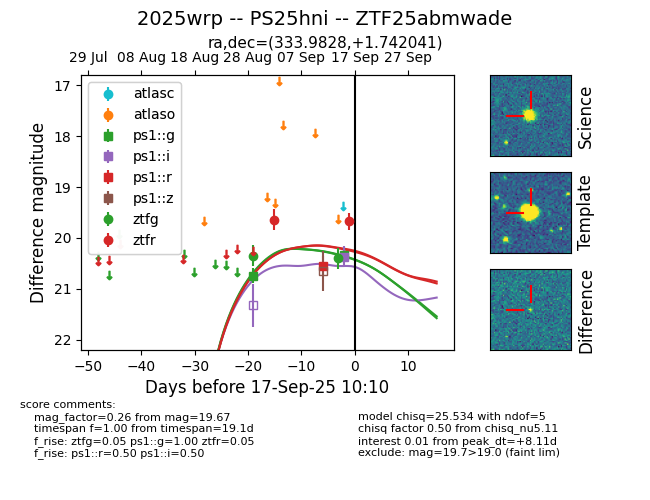 2025wrp -- PS25hni -- ZTF25abmwade
ra,dec=(333.9828,+1.742041)
29 Jul 08 Aug 18 Aug 28 Aug 07 Sep 17 Sep 27 Sep
17
18
19
20
21
22
Difference magnitude
atlasc
atlaso
ps1::g
ps1::i
ps1::r
ps1::z
ztfg
ztfr
−50 −40 −30 −20 −10 0 10
Days before 17-Sep-25 10:10
Science
Template
Difference
score comments:
mag_factor=0.26 from mag=19.67
timespan f=1.00 from timespan=19.1d
f_rise: ztfg=0.05 ps1::g=1.00 ztfr=0.05
f_rise: ps1::r=0.50 ps1::i=0.50
model chisq=25.534 with ndof=5
chisq factor 0.50 from chisq_nu5.11
interest 0.01 from peak_dt=+8.11d
exclude: mag=19.7>19.0 (faint lim)